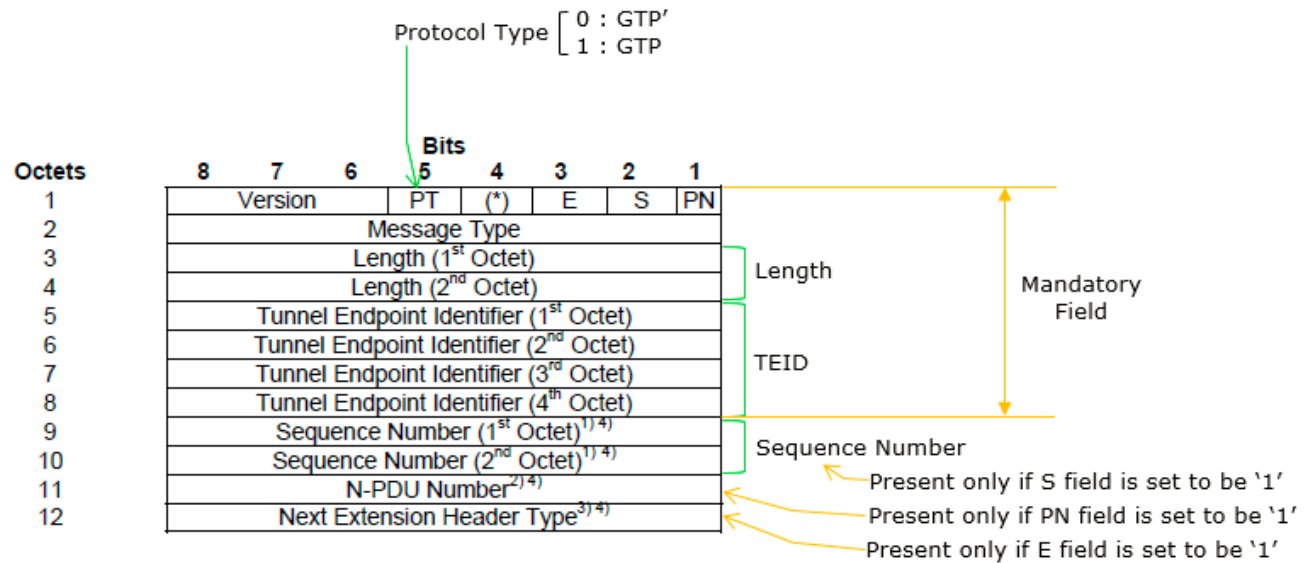 Protocol Type 0 : GTP’
1 : GTP
Bits
Octets 8 7 6 5 4 3 2 1
1 Version PT (*) E S PN
2 Message Type
3 Length (1st Octet)
4 Length (2nd Octet)
Length
5 Tunnel Endpoint Identifier (1st Octet)
6 Tunnel Endpoint Identifier (2nd Octet)
7 Tunnel Endpoint Identifier (3rd Octet)
8 Tunnel Endpoint Identifier (4th Octet)
TEID
Mandatory
Field
9 Sequence Number (1st Octet)1) 4)
10 Sequence Number (2nd Octet)1) 4)
Sequence Number
Present only if S field is set to be ‘1’
11 N-PDU Number2) 4)
Present only if PN field is set to be ‘1’
12 Next Extension Header Type3) 4)
Present only if E field is set to be ‘1’